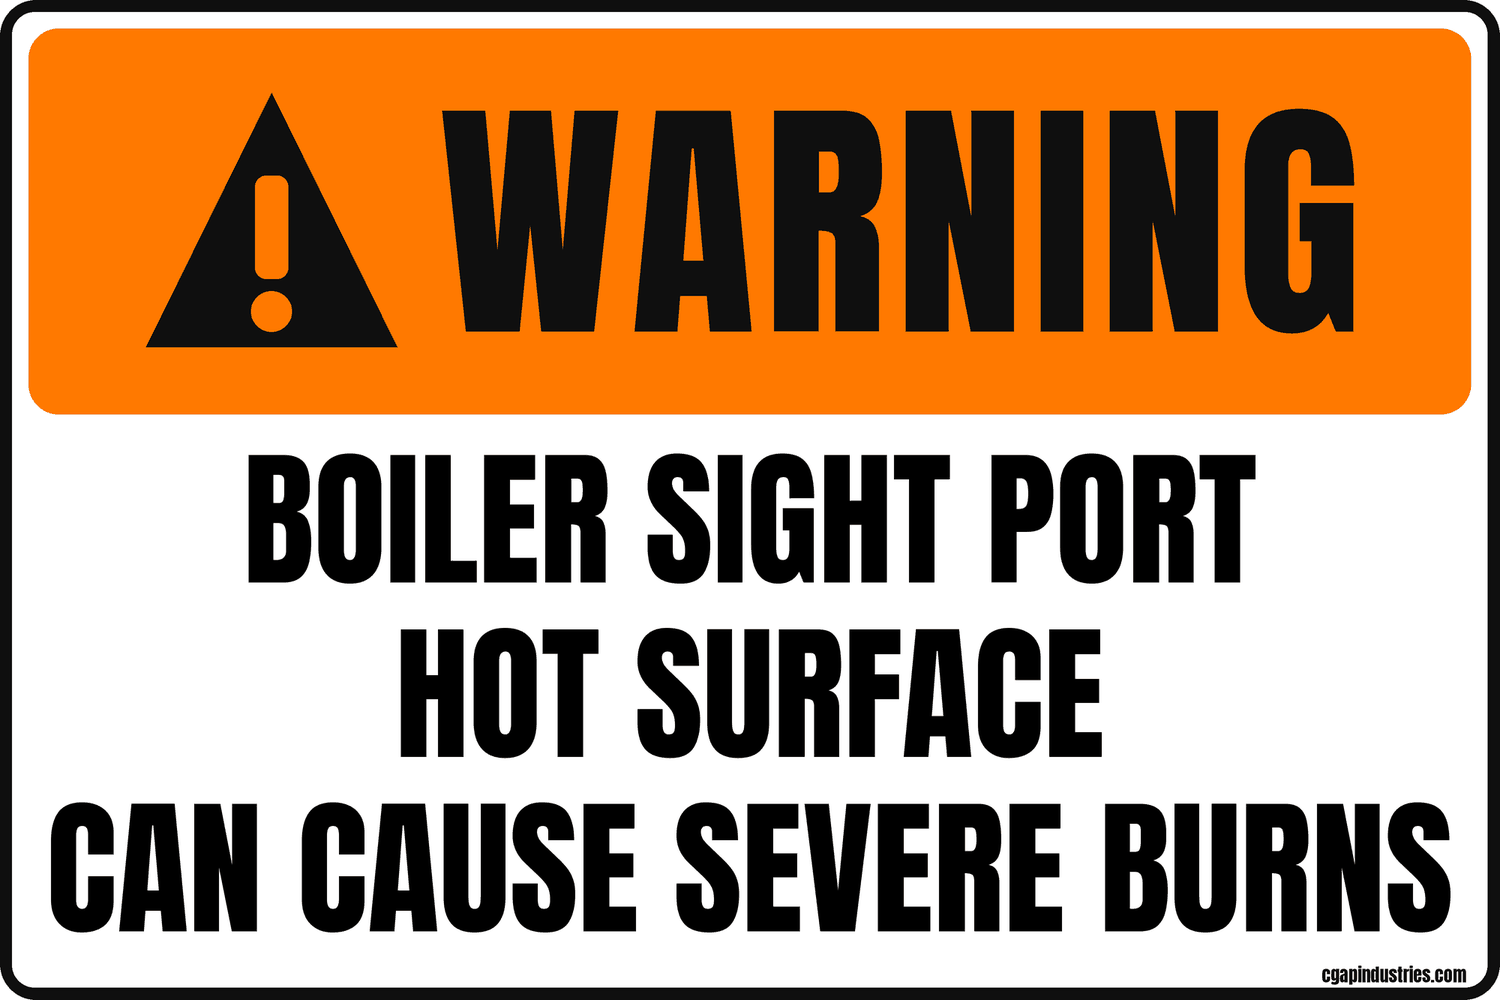 WARNING
BOILER SIGHT PORT
HOT SURFACE
CAN CAUSE SEVERE BURNS
cgapindustries.com